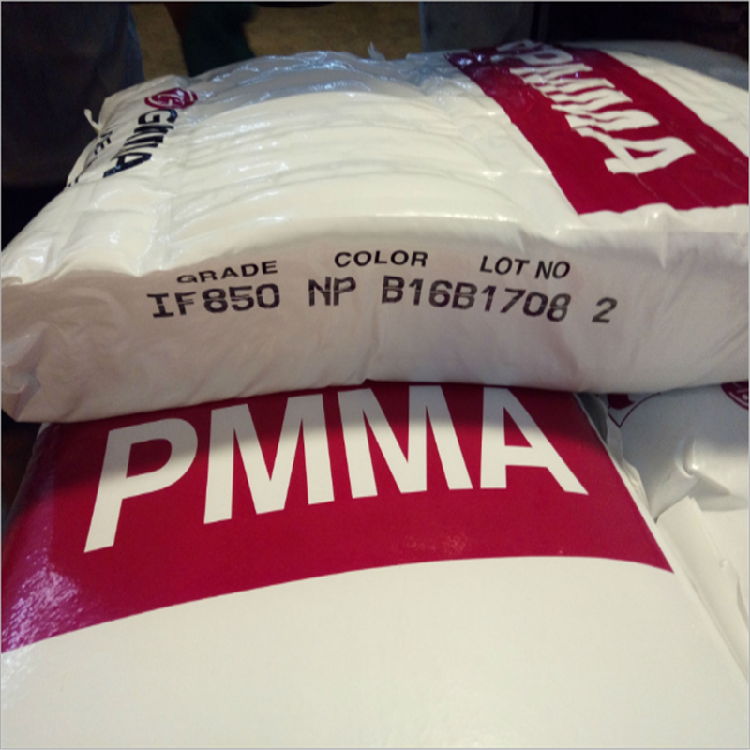 PMMA
GRADE COLOR LOT NO
IF850 NP B16B1708 2
PMMA